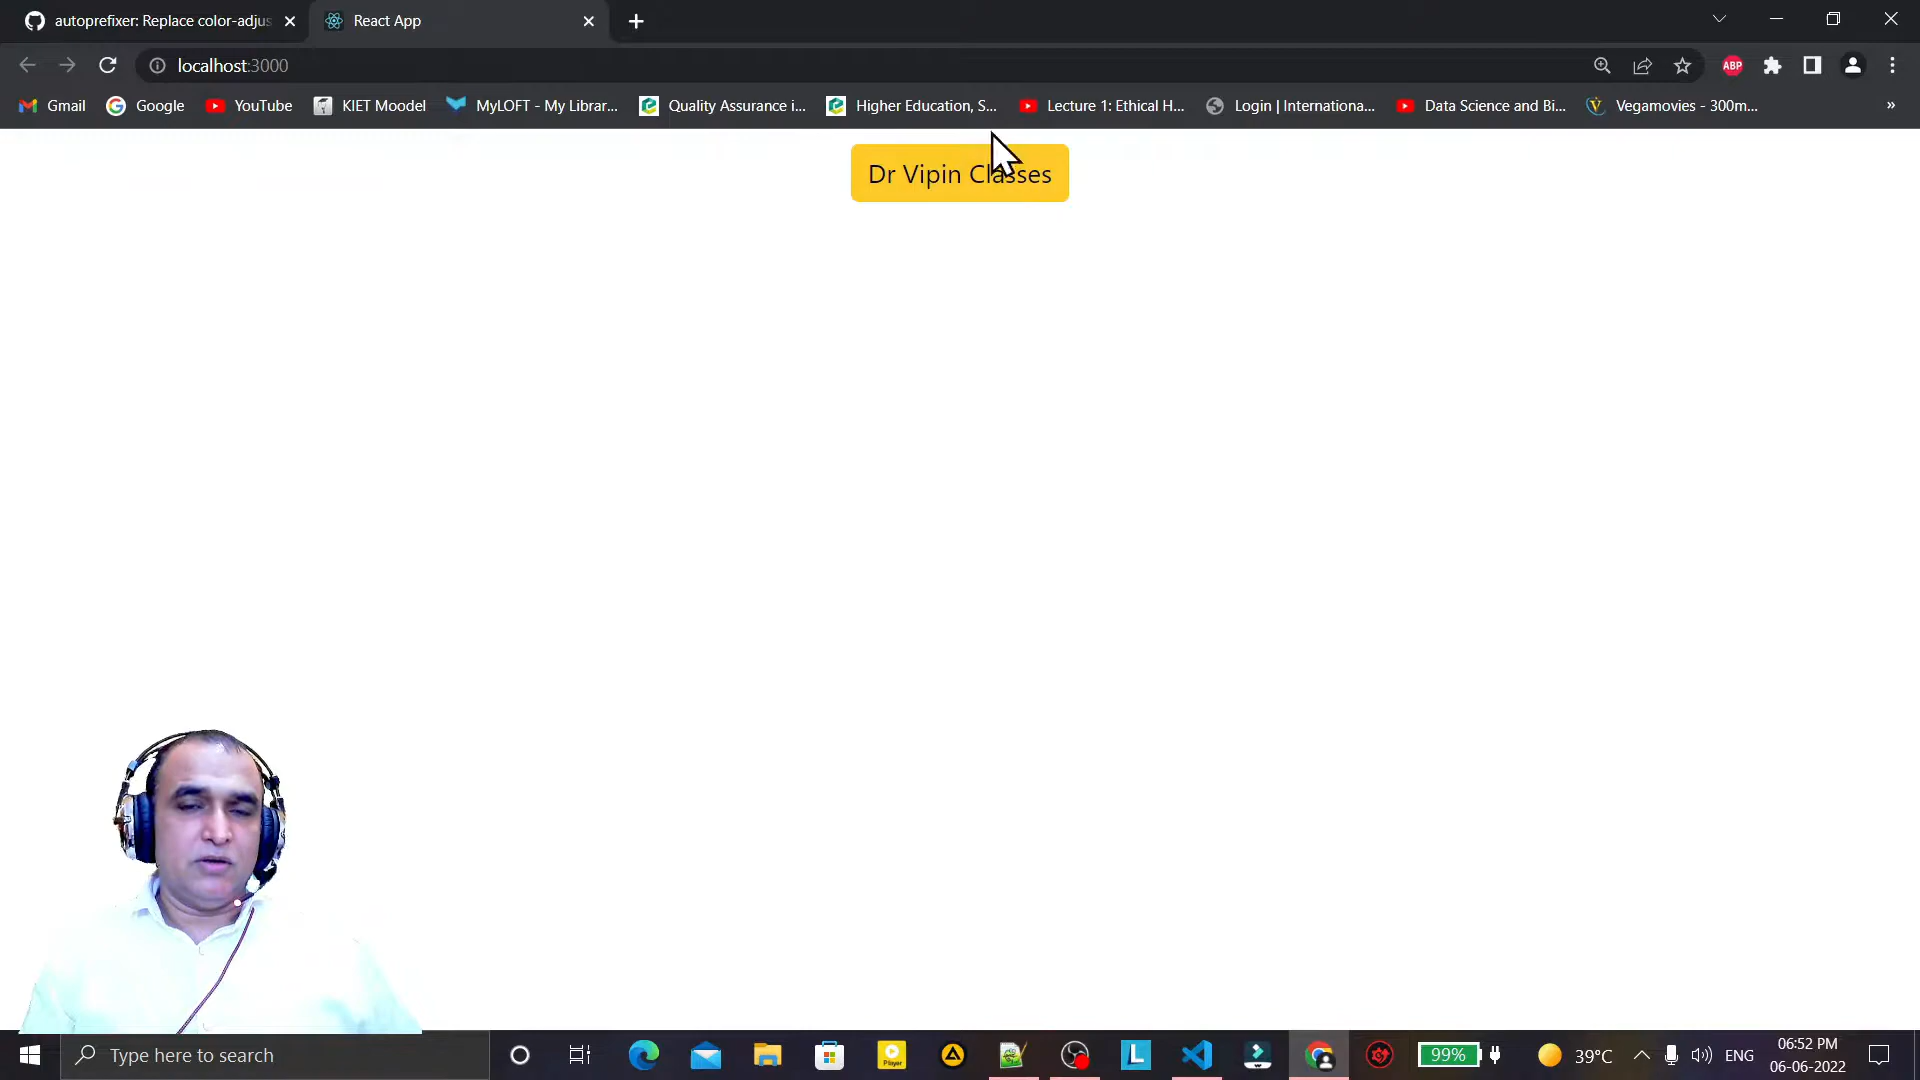 autoprefixer: Replace color-adjus
React App
localhost:3000
ABP
Gmail
Google
YouTube
KIET Moodel
MyLOFT - My Librar...
Quality Assurance i...
Higher Education, S...
Lecture 1: Ethical H...
Login | Internationa...
Data Science and Bi...
Vegamovies - 300m...
»
Dr Vipin Classes
Type here to search
Player
L
99%
39°C
ENG
06:52 PM
06-06-2022